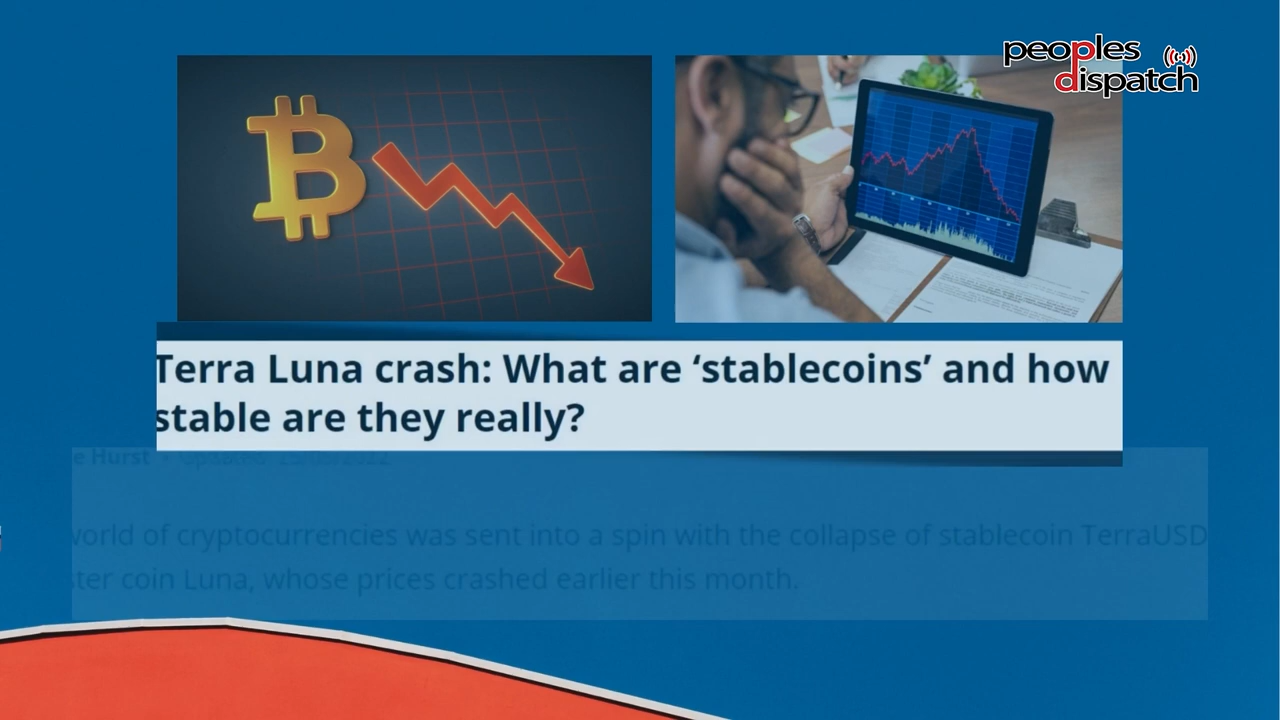 peoples
dispatch
Terra Luna crash: What are ‘stablecoins’ and how
stable are they really?
e Hurst
world of cryptocurrencies was sent into a spin with the collapse of stablecoin TerraUSD
ster coin Luna, whose prices crashed earlier this month.